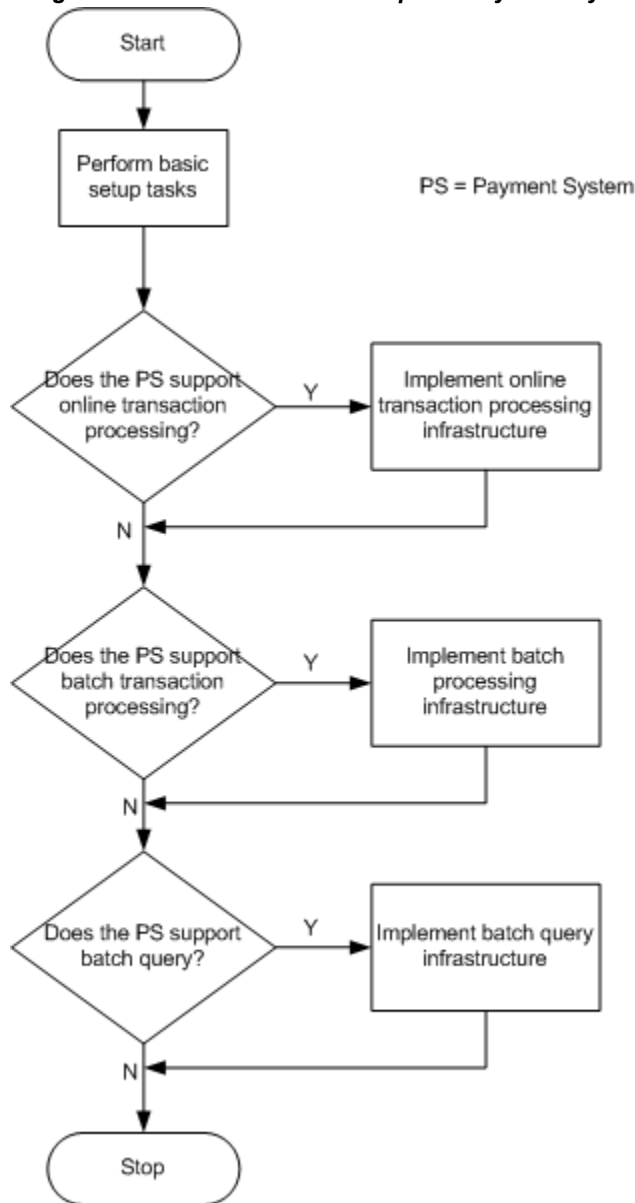 Start
Perform basic
setup tasks
PS = Payment System
Does the PS support
online transaction
processing?
Y
Implement online
transaction processing
infrastructure
N
Does the PS support
batch transaction
processing?
Y
Implement batch
processing
infrastructure
N
Does the PS support
batch query?
Y
Implement batch query
infrastructure
N
Stop